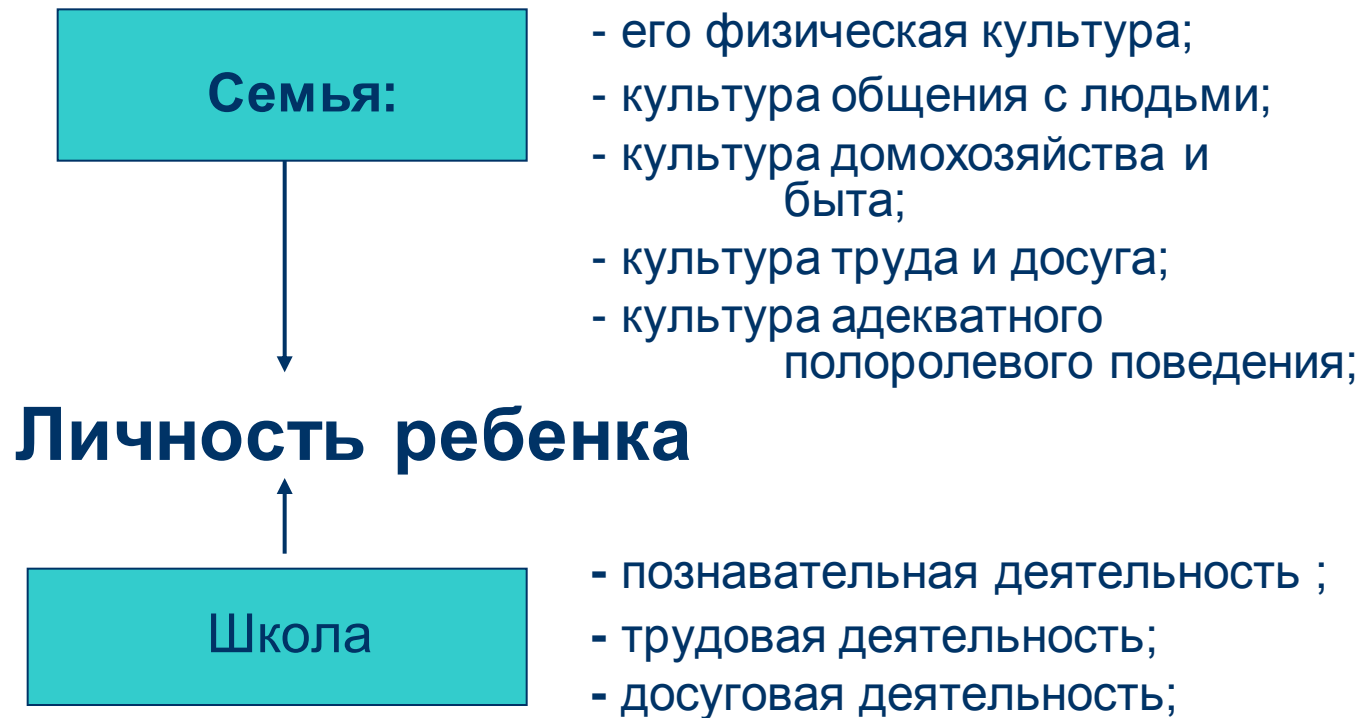 Семья:
- его физическая культура;
- культура общения с людьми;
- культура домохозяйства и
быта;
- культура труда и досуга;
- культура адекватного
полоролевого поведения;
Личность ребенка
Школа
- познавательная деятельность ;
- трудовая деятельность;
- досуговая деятельность;